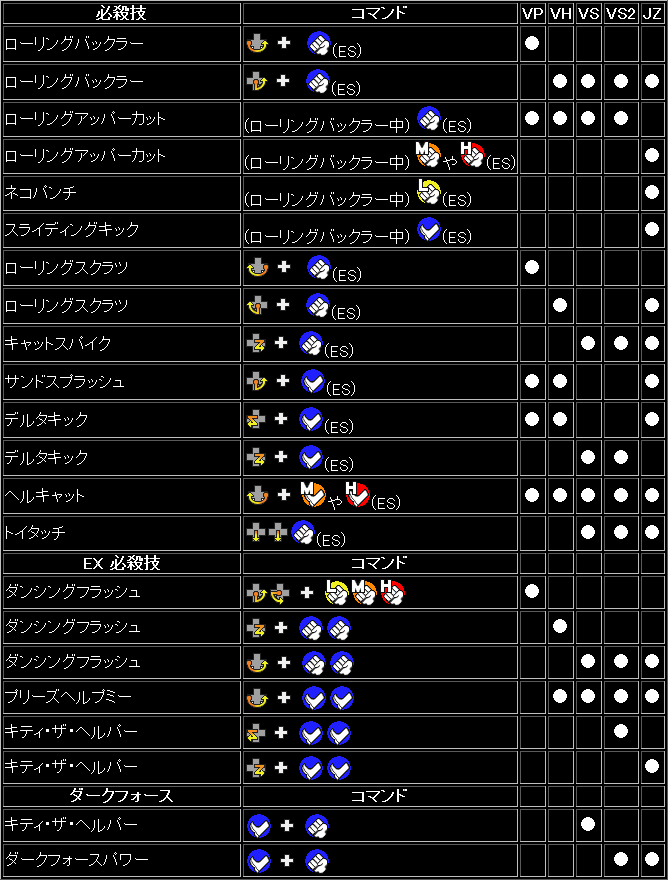 必殺技 コマンド VP VH VS VS2 JZ
ローリングバックラー + (ES)
ローリングバックラー + (ES)
ローリングアッパーカット (ローリングバックラー中) (ES)
ローリングアッパーカット (ローリングバックラー中) M や H (ES)
ネコパンチ (ローリングバックラー中) L (ES)
スライディングキック (ローリングバックラー中) (ES)
ローリングスクラツ + (ES)
ローリングスクラツ + (ES)
キャットスパイク + (ES)
サンドスプラッシュ + (ES)
デルタキック + (ES)
デルタキック + (ES)
ヘルキャット + M や H (ES)
トイタッチ (ES)
EX 必殺技 コマンド
ダンシングフラッシュ + L M H
ダンシングフラッシュ +
ダンシングフラッシュ +
プリーズヘルプミー +
キティ・ザ・ヘルパー +
キティ・ザ・ヘルパー +
ダークフォース コマンド
キティ・ザ・ヘルパー +
ダークフォースパワー +